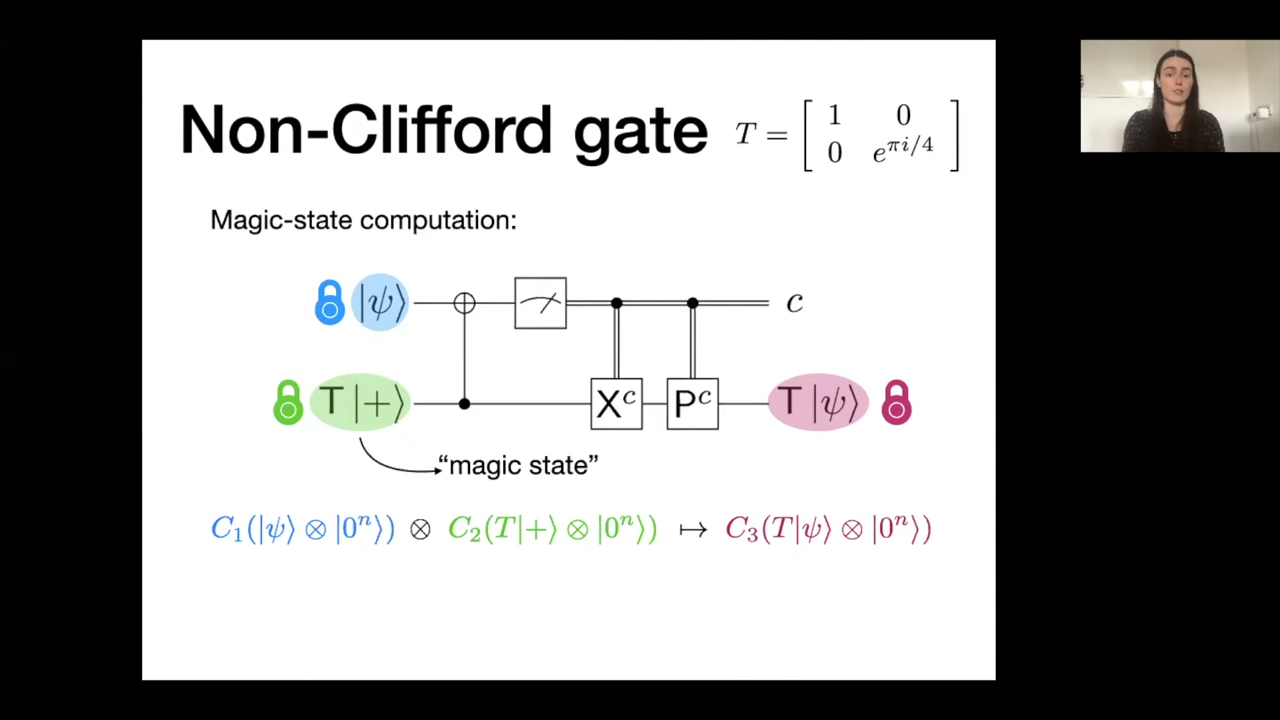 Non-Clifford gate T = [ 1 0 0 e^{πi/4} ]
Magic-state computation:
|ψ⟩ c
T |+⟩ X^c P^c T |ψ⟩
“magic state”
C₁(|ψ⟩ ⊗ |0ⁿ⟩) ⊗ C₂(T|+⟩ ⊗ |0ⁿ⟩) ↦ C₃(T|ψ⟩ ⊗ |0ⁿ⟩)